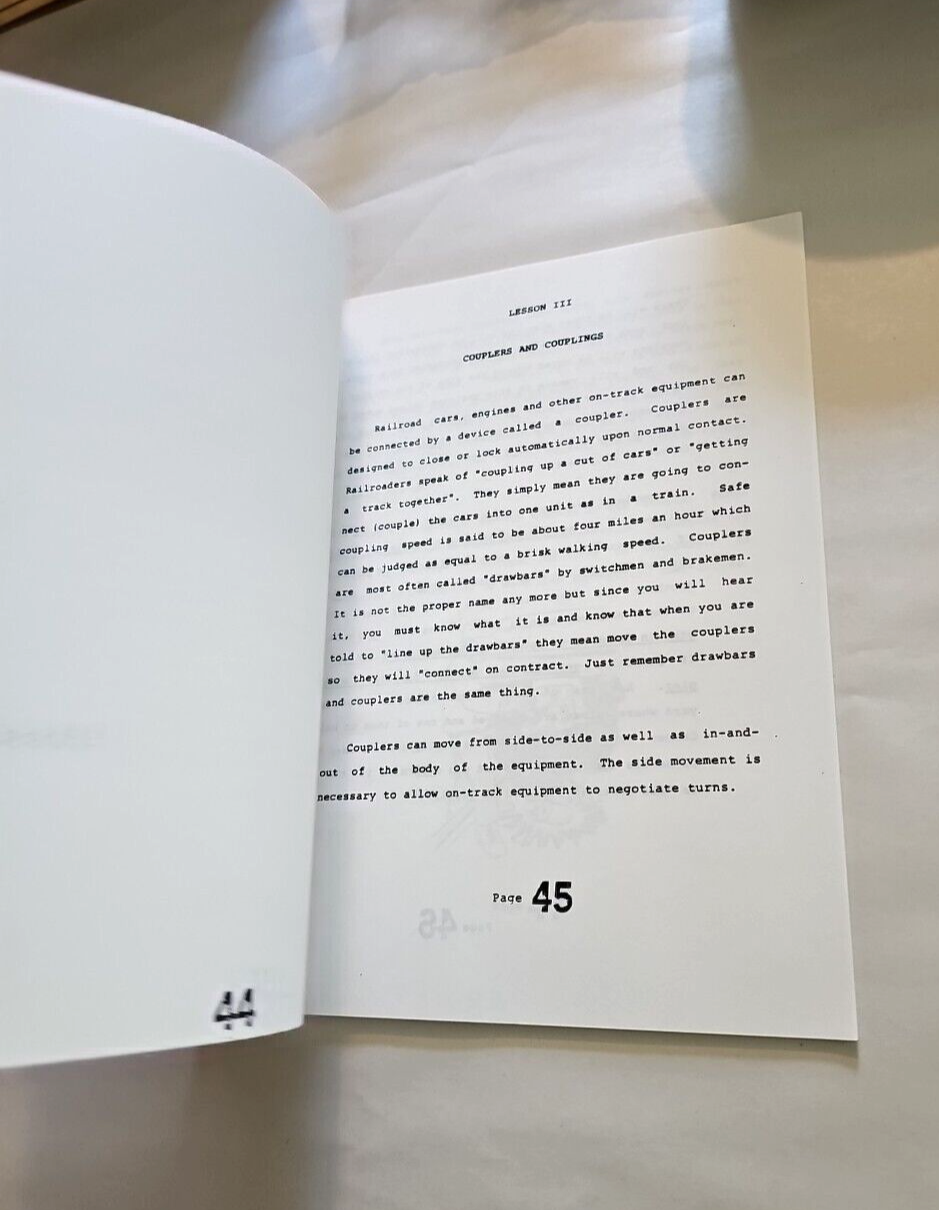 44
LESSON III
COUPLERS AND COUPLINGS
Railroad cars, engines and other on-track equipment can
be connected by a device called a coupler. Couplers are
designed to close or lock automatically upon normal contact.
Railroaders speak of "coupling up a cut of cars" or "getting
a track together". They simply mean they are going to con-
nect (couple) the cars into one unit as in a train. Safe
coupling speed is said to be about four miles an hour which
can be judged as equal to a brisk walking speed. Couplers
are most often called "drawbars" by switchmen and brakemen.
It is not the proper name any more but since you will hear
it, you must know what it is and know that when you are
told to "line up the drawbars" they mean move the couplers
so they will "connect" on contract. Just remember drawbars
and couplers are the same thing.
Couplers can move from side-to-side as well as in-and-
out of the body of the equipment. The side movement is
necessary to allow on-track equipment to negotiate turns.
Page 45